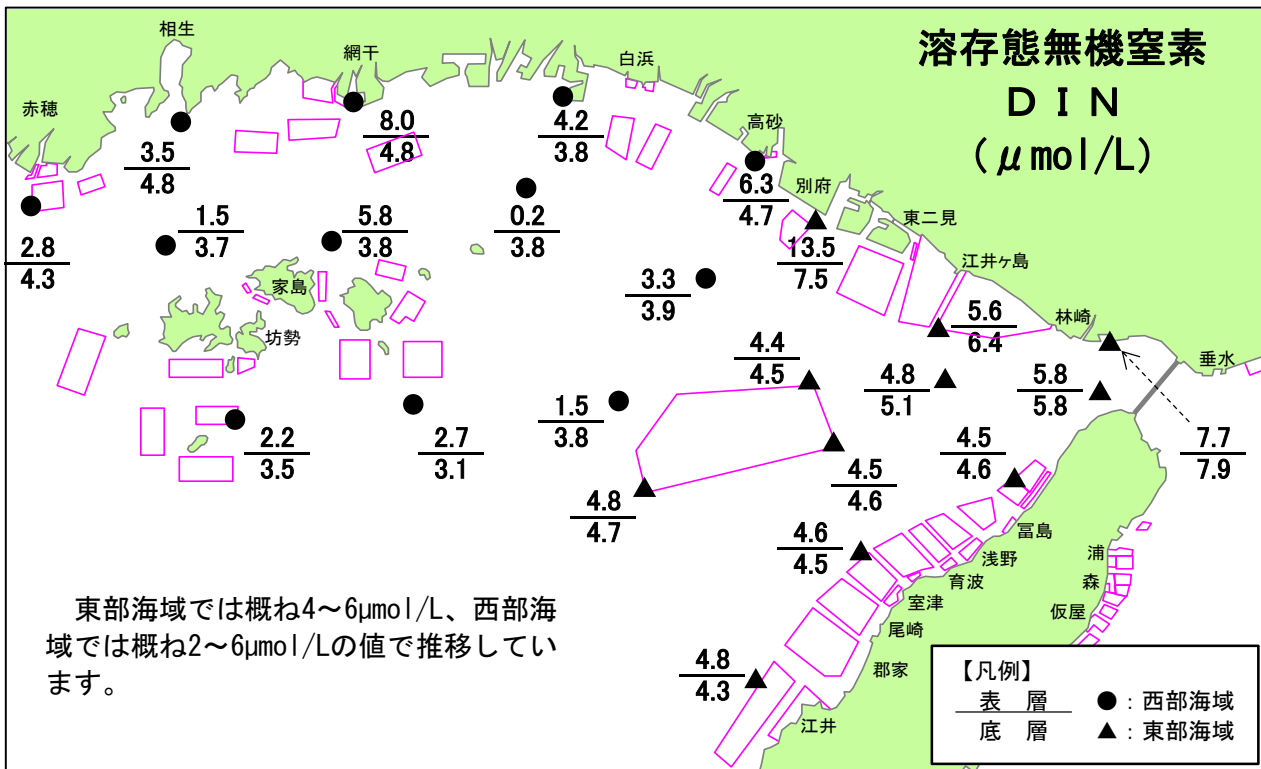 溶存態無機窒素
ＤＩＮ
(μmol/L)
相生
網干
白浜
赤穂
高砂
別府
東二見
江井ヶ島
林崎
垂水
家島
坊勢
冨島
浅野
育波
室津
尾崎
郡家
江井
浦
森
仮屋
3.5
4.8
8.0
4.8
4.2
3.8
6.3
4.7
2.8
4.3
1.5
3.7
5.8
3.8
0.2
3.8
13.5
7.5
3.3
3.9
5.6
6.4
4.4
4.5
4.8
5.1
5.8
5.8
7.7
7.9
1.5
3.8
2.2
3.5
2.7
3.1
4.5
4.6
4.5
4.6
4.8
4.7
4.6
4.5
4.8
4.3
東部海域では概ね4～6μmol/L、西部海
域では概ね2～6μmol/Lの値で推移してい
ます。
【凡例】
表　層
底　層
●：西部海域
▲：東部海域